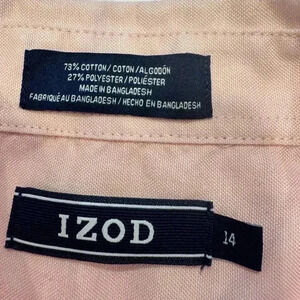 73% COTTON / COTON / ALGODÓN
27% POLYESTER / POLIÉSTER
MADE IN BANGLADESH
FABRIQUÉ AU BANGLADESH / HECHO EN BANGLADESH
IZOD
14